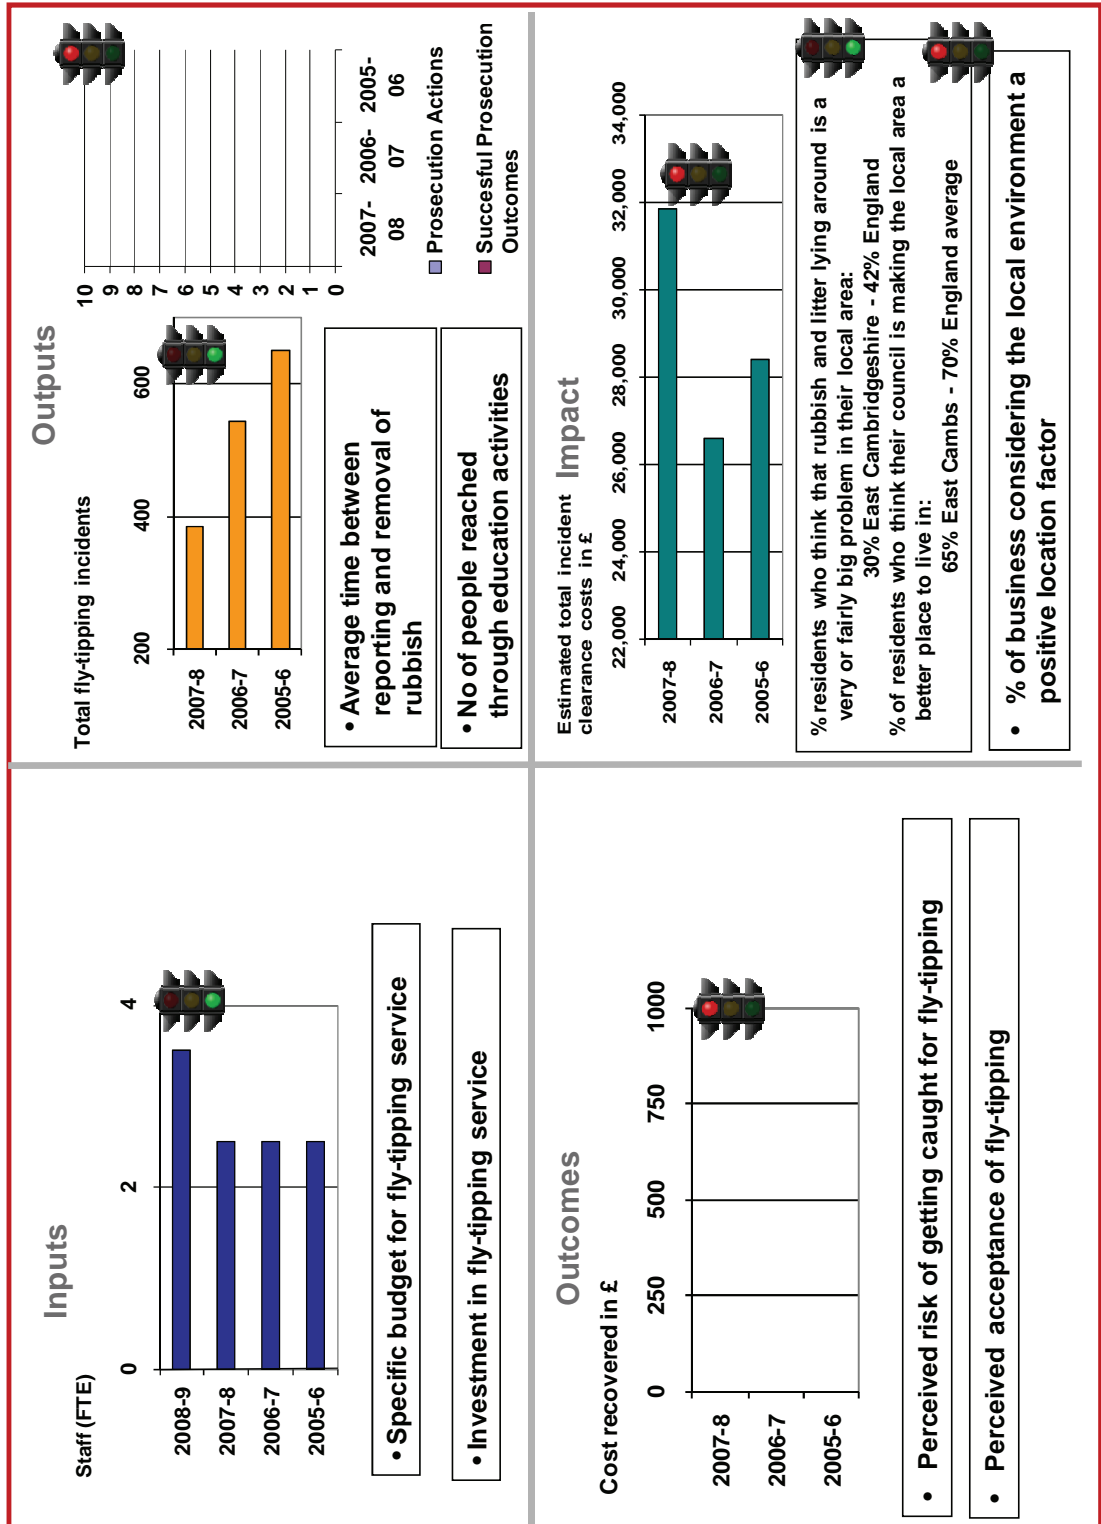 Inputs
Staff (FTE)
0
2
4
2008-9
2007-8
2006-7
2005-6
• Specific budget for fly-tipping service
• Investment in fly-tipping service
Outputs
Total fly-tipping incidents
200
400
600
2007-8
2006-7
2005-6
10
9
8
7
6
5
4
3
2
1
0
2007-
08
2006-
07
2005-
06
Prosecution Actions
Succesful Prosecution
Outcomes
• Average time between
reporting and removal of
rubbish
• No of people reached
through education activities
Outcomes
Cost recovered in £
0
250
500
750
1000
2007-8
2006-7
2005-6
• Perceived risk of getting caught for fly-tipping
• Perceived acceptance of fly-tipping
Impact
Estimated total incident
clearance costs in £
22,000
24,000
26,000
28,000
30,000
32,000
34,000
2007-8
2006-7
2005-6
% residents who think that rubbish and litter lying around is a
very or fairly big problem in their local area:
30% East Cambridgeshire - 42% England
% of residents who think their council is making the local area a
better place to live in:
65% East Cambs - 70% England average
• % of business considering the local environment a
positive location factor